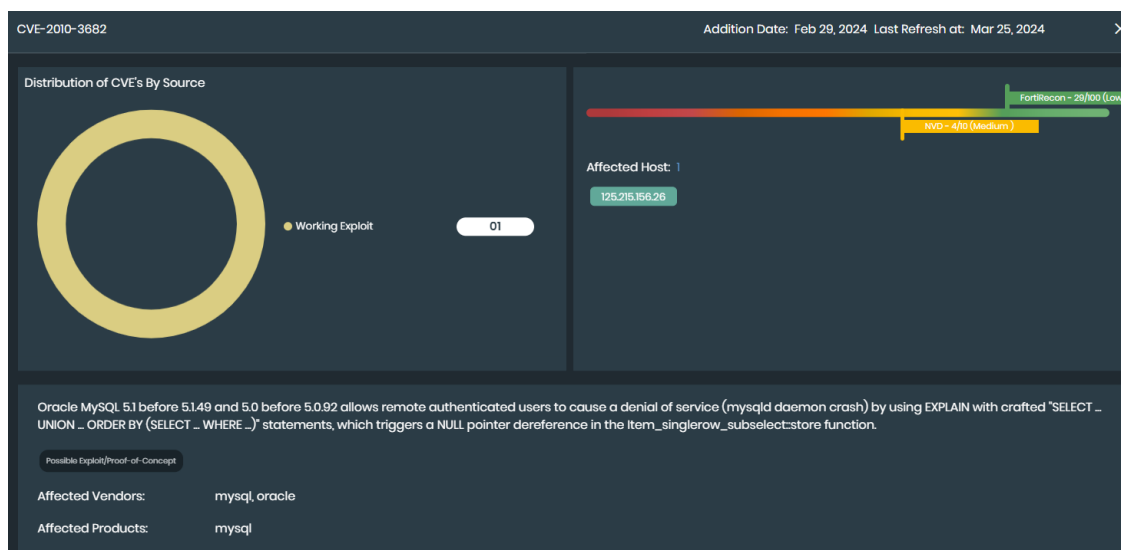 CVE-2010-3682
Addition Date: Feb 29, 2024 Last Refresh at: Mar 25, 2024
Distribution of CVE's By Source
Working Exploit
01
FortiRecon - 29/100 (Low
NVD - 4/10 (Medium )
Affected Host: 1
125.215.156.26
Oracle MySQL 5.1 before 5.1.49 and 5.0 before 5.0.92 allows remote authenticated users to cause a denial of service (mysqld daemon crash) by using EXPLAIN with crafted "SELECT ...
UNION ... ORDER BY (SELECT ... WHERE ...)" statements, which triggers a NULL pointer dereference in the Item_singlerow_subselect::store function.
Possible Exploit/Proof-of-Concept
Affected Vendors: mysql, oracle
Affected Products: mysql